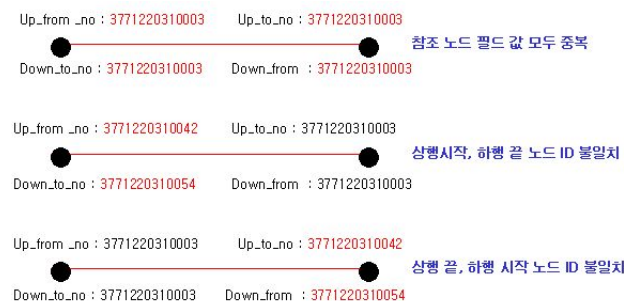 Up_from _no : 3771220310003 Up_to_no : 3771220310003
참조 노드 필드 값 모두 중복
Down_to_no : 3771220310003 Down_from : 3771220310003
Up_from _no : 3771220310042 Up_to_no : 3771220310003
상행시작, 하행 끝 노드 ID 불일치
Down_to_no : 3771220310054 Down_from : 3771220310003
Up_from _no : 3771220310003 Up_to_no : 3771220310042
상행 끝, 하행 시작 노드 ID 불일치
Down_to_no : 3771220310003 Down_from : 3771220310054